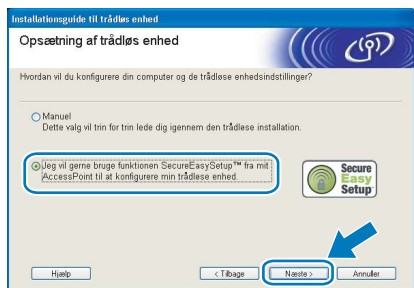 Installationsguide til trådløs enhed
Opsætning af trådløs enhed
Hvordan vil du konfigurere din computer og de trådløse enhedsindstillinger?
Manuel
Dette valg vil trin for trin lede dig igennem den trådløse installation.
Jeg vil gerne bruge funktionen SecureEasySetup™ fra mit
AccessPoint til at konfigurere min trådløse enhed.
Secure
Easy
Setup
Hjælp
< Tilbage
Næste >
Annuller